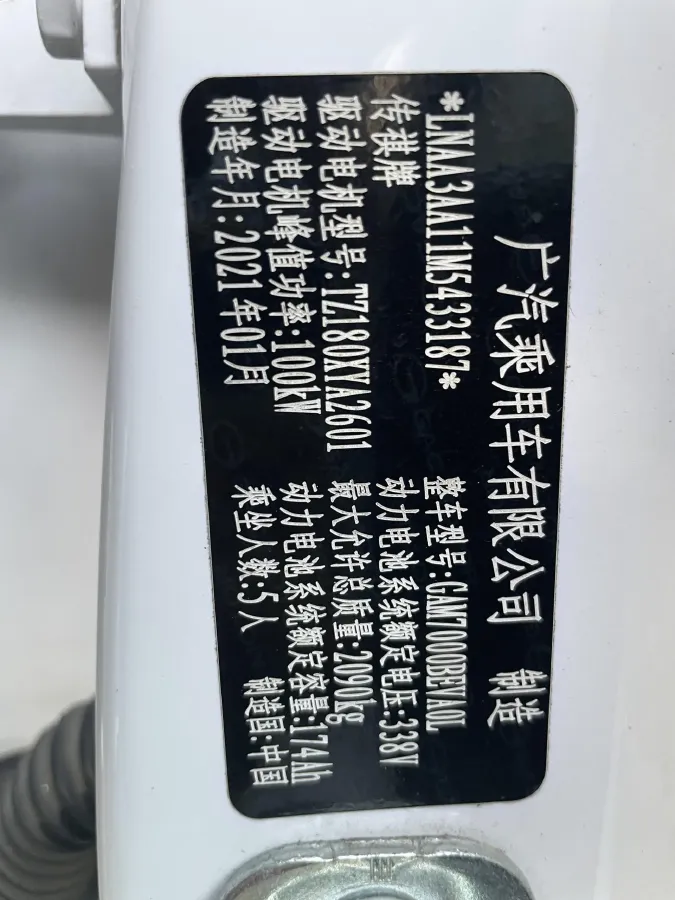 广汽乘用车有限公司 制造
*LNAA3AA11M5433187* 整车型号:GAM7000BEVA0L
传祺牌 动力电池系统额定电压:338V
驱动电机型号:TZ180XYA2601 最大允许总质量:2090kg
驱动电机峰值功率:100kW 动力电池系统额定容量:174Ah
制造年月:2021年01月 乘坐人数:5人 制造国:中国